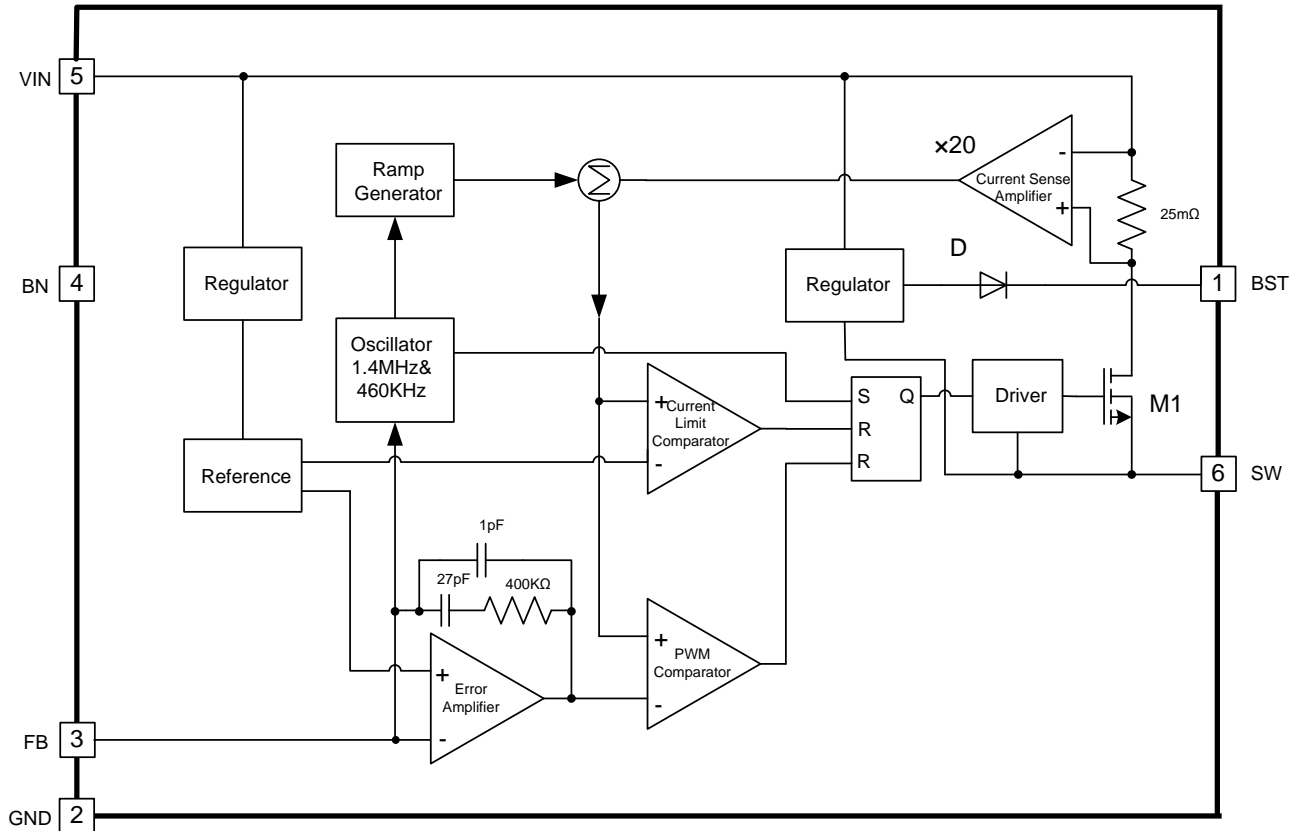 VIN
5
×20
Ramp
Generator
Σ
-
Current Sense
Amplifier
+
25mΩ
BN
4
Regulator
D
Regulator
1
BST
Oscillator
1.4MHz&
460KHz
+
Current
Limit
Comparator
-
S
Q
R
R
Driver
M1
Reference
6
SW
1pF
27pF
400KΩ
+
Error
Amplifier
-
+
PWM
Comparator
-
FB
3
GND
2